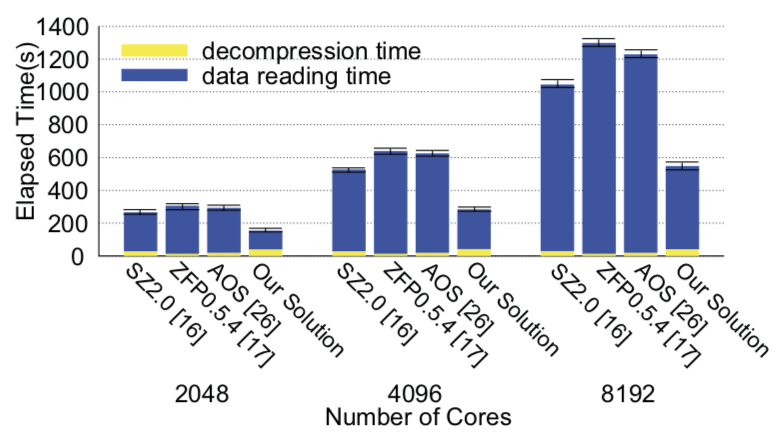 Elapsed Time(s)
1400
1200
1000
800
600
400
200
0
decompression time
data reading time
SZ2.0 [16]
ZFP0.5.4 [17]
AOS [26]
Our Solution
SZ2.0 [16]
ZFP0.5.4 [17]
AOS [26]
Our Solution
SZ2.0 [16]
ZFP0.5.4 [17]
AOS [26]
Our Solution
2048
4096
8192
Number of Cores